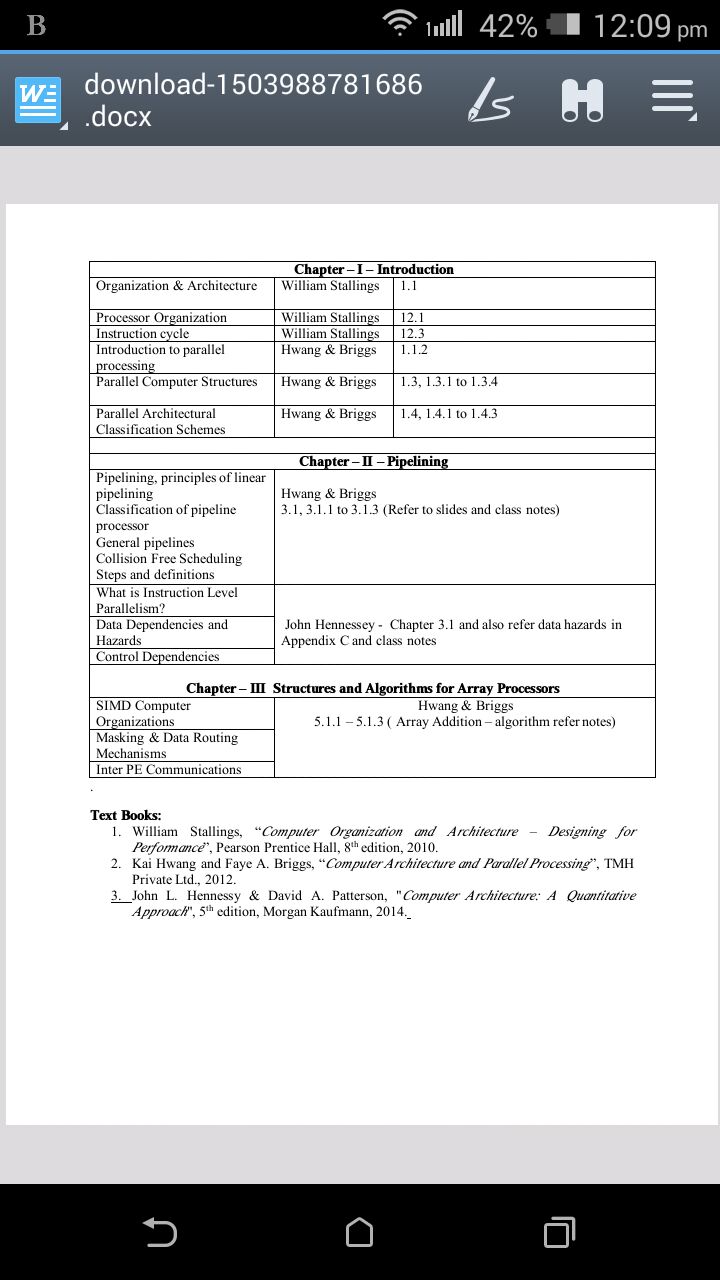 B 42% 12:09 pm
W download-1503988781686
.docx
Chapter – I – Introduction
Organization & Architecture William Stallings 1.1
Processor Organization William Stallings 12.1
Instruction cycle William Stallings 12.3
Introduction to parallel Hwang & Briggs 1.1.2
processing
Parallel Computer Structures Hwang & Briggs 1.3, 1.3.1 to 1.3.4
Parallel Architectural Hwang & Briggs 1.4, 1.4.1 to 1.4.3
Classification Schemes
Chapter – II – Pipelining
Pipelining, principles of linear
pipelining Hwang & Briggs
Classification of pipeline 3.1, 3.1.1 to 3.1.3 (Refer to slides and class notes)
processor
General pipelines
Collision Free Scheduling
Steps and definitions
What is Instruction Level
Parallelism?
Data Dependencies and John Hennessey - Chapter 3.1 and also refer data hazards in
Hazards Appendix C and class notes
Control Dependencies
Chapter – III Structures and Algorithms for Array Processors
SIMD Computer Hwang & Briggs
Organizations 5.1.1 – 5.1.3 ( Array Addition – algorithm refer notes)
Masking & Data Routing
Mechanisms
Inter PE Communications
.
Text Books:
1. William Stallings, “Computer Organization and Architecture – Designing for
Performance”, Pearson Prentice Hall, 8th edition, 2010.
2. Kai Hwang and Faye A. Briggs, “Computer Architecture and Parallel Processing”, TMH
Private Ltd., 2012.
3. John L. Hennessy & David A. Patterson, "Computer Architecture: A Quantitative
Approach", 5th edition, Morgan Kaufmann, 2014.